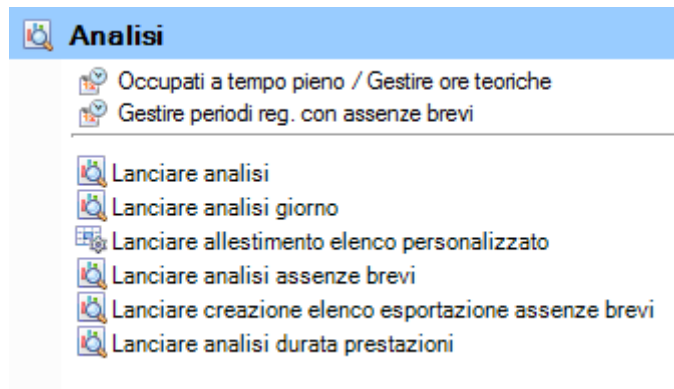 Analisi
Occupati a tempo pieno / Gestire ore teoriche
Gestire periodi reg. con assenze brevi
Lanciare analisi
Lanciare analisi giorno
Lanciare allestimento elenco personalizzato
Lanciare analisi assenze brevi
Lanciare creazione elenco esportazione assenze brevi
Lanciare analisi durata prestazioni